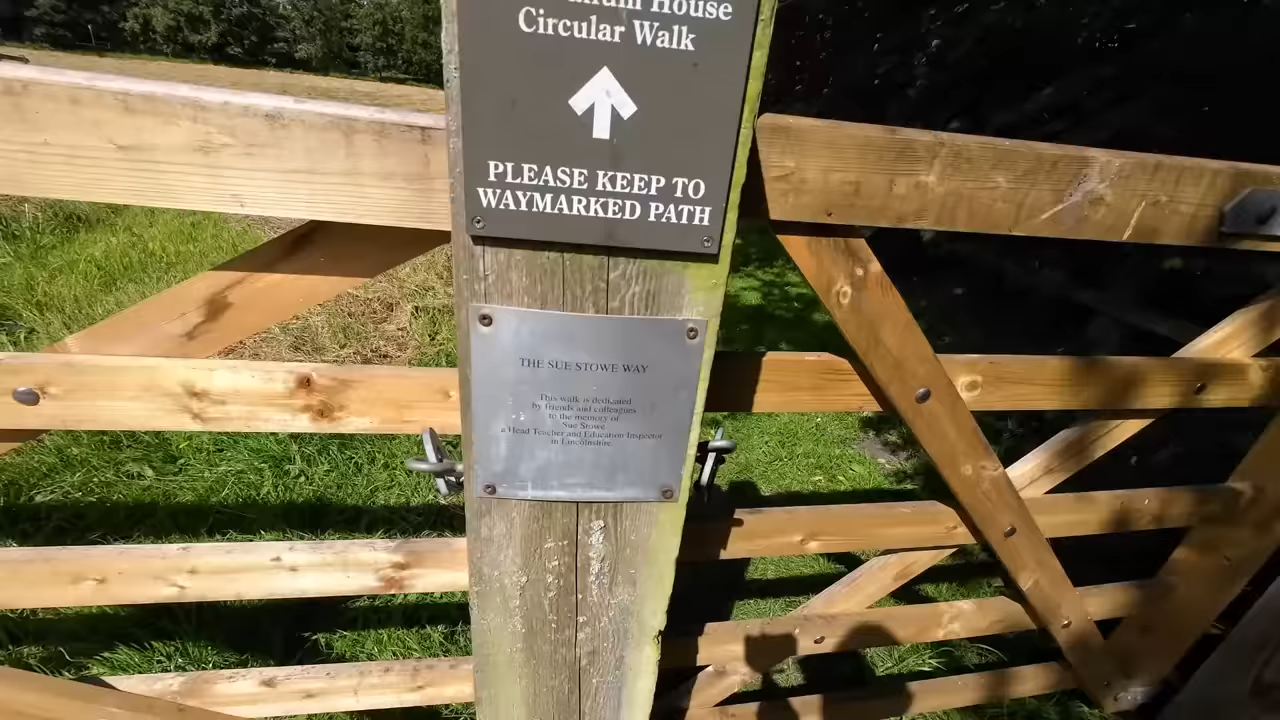 House
Circular Walk
PLEASE KEEP TO
WAYMARKED PATH
THE SUE STOWE WAY
This walk is dedicated
by friends and colleagues
to the memory of
Sue Stowe
a Head Teacher and Education Inspector
in Lincolnshire.